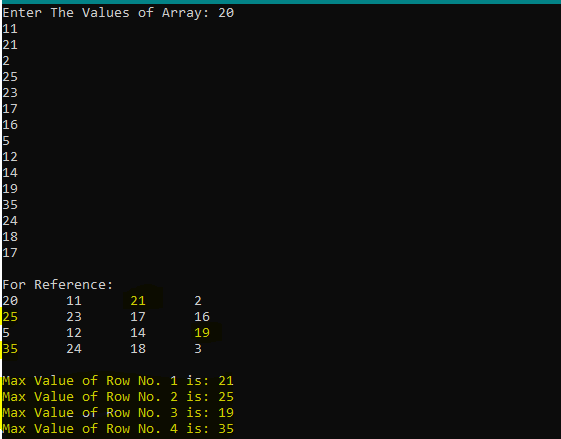 Enter The Values of Array: 20
11
21
2
25
23
17
16
5
12
14
19
35
24
18
17
For Reference:
20 11 21 2
25 23 17 16
5 12 14 19
35 24 18 3
Max Value of Row No. 1 is: 21
Max Value of Row No. 2 is: 25
Max Value of Row No. 3 is: 19
Max Value of Row No. 4 is: 35